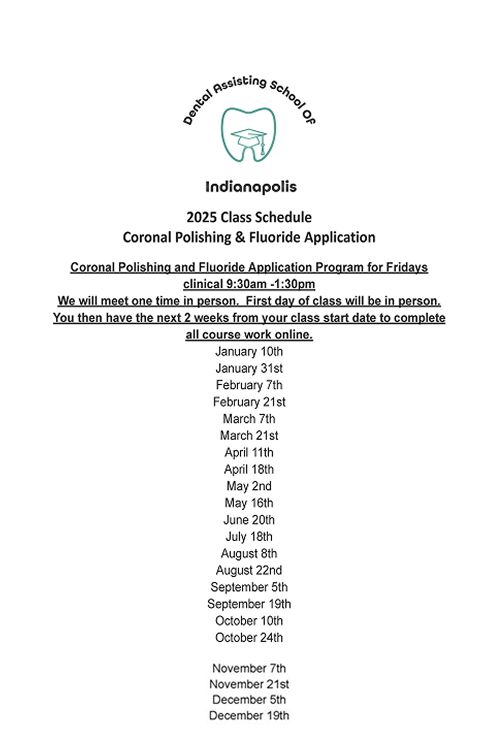 Dental Assisting School Of
Indianapolis
2025 Class Schedule
Coronal Polishing & Fluoride Application
Coronal Polishing and Fluoride Application Program for Fridays
clinical 9:30am -1:30pm
We will meet one time in person.  First day of class will be in person.
You then have the next 2 weeks from your class start date to complete
all course work online.
January 10th
January 31st
February 7th
February 21st
March 7th
March 21st
April 11th
April 18th
May 2nd
May 16th
June 20th
July 18th
August 8th
August 22nd
September 5th
September 19th
October 10th
October 24th
November 7th
November 21st
December 5th
December 19th